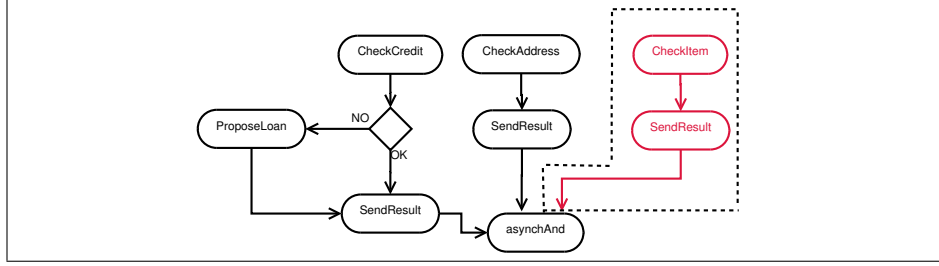 CheckCredit
CheckAddress
CheckItem
NO
ProposeLoan
SendResult
SendResult
OK
SendResult
asynchAnd